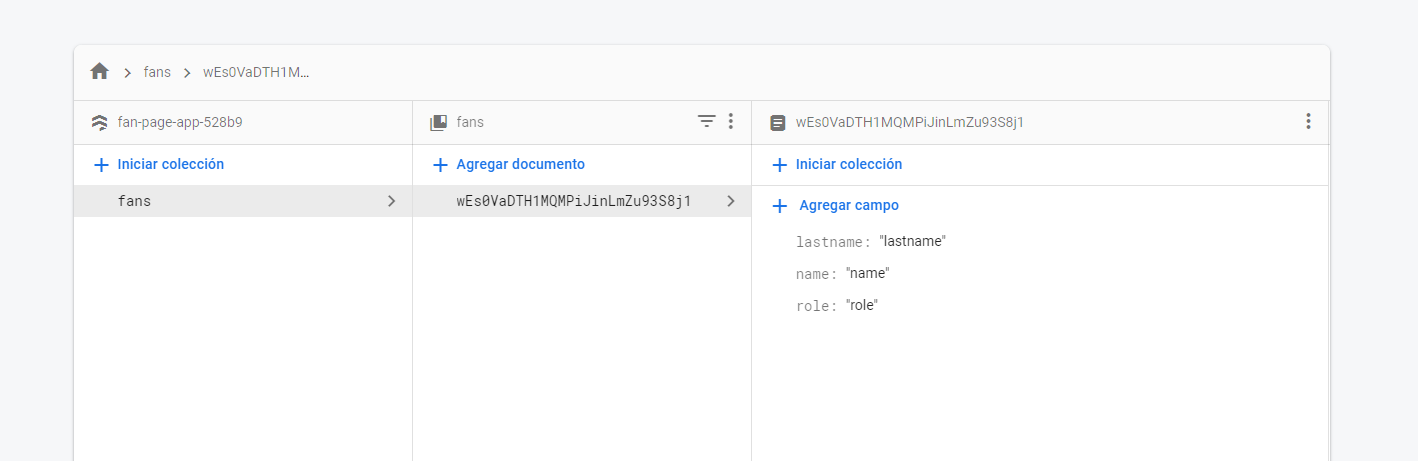 fans
wEs0VaDTH1M...
fan-page-app-528b9
fans
wEs0VaDTH1MQMPiJinLmZu93S8j1
Iniciar colección
Agregar documento
Iniciar colección
fans
wEs0VaDTH1MQMPiJinLmZu93S8j1
Agregar campo
lastname: "lastname"
name: "name"
role: "role"